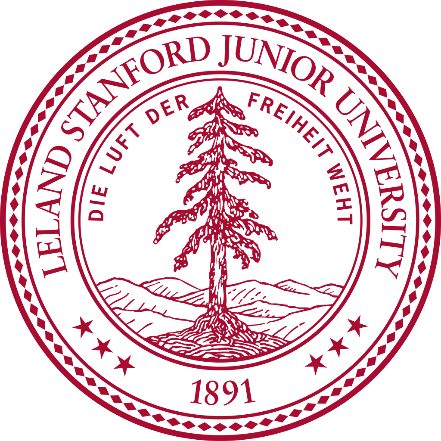 LELAND STANFORD JUNIOR UNIVERSITY
DIE LUFT DER FREIHEIT WEHT
1891